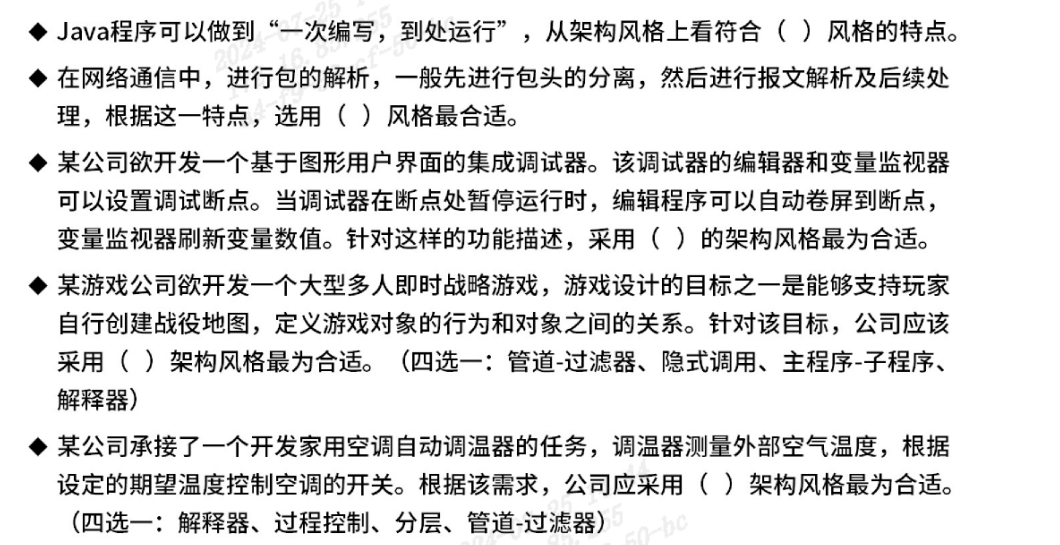 ◆ Java程序可以做到“一次编写，到处运行”，从架构风格上看符合（ ）风格的特点。
◆ 在网络通信中，进行包的解析，一般先进行包头的分离，然后进行报文解析及后续处
理，根据这一特点，选用（ ）风格最合适。
◆ 某公司欲开发一个基于图形用户界面的集成调试器。该调试器的编辑器和变量监视器
可以设置调试断点。当调试器在断点处暂停运行时，编辑程序可以自动卷屏到断点，
变量监视器刷新变量数值。针对这样的功能描述，采用（ ）的架构风格最为合适。
◆ 某游戏公司欲开发一个大型多人即时战略游戏，游戏设计的目标之一是能够支持玩家
自行创建战役地图，定义游戏对象的行为和对象之间的关系。针对该目标，公司应该
采用（ ）架构风格最为合适。（四选一：管道-过滤器、隐式调用、主程序-子程序、
解释器）
◆ 某公司承接了一个开发家用空调自动调温器的任务，调温器测量外部空气温度，根据
设定的期望温度控制空调的开关。根据该需求，公司应采用（ ）架构风格最为合适。
（四选一：解释器、过程控制、分层、管道-过滤器）